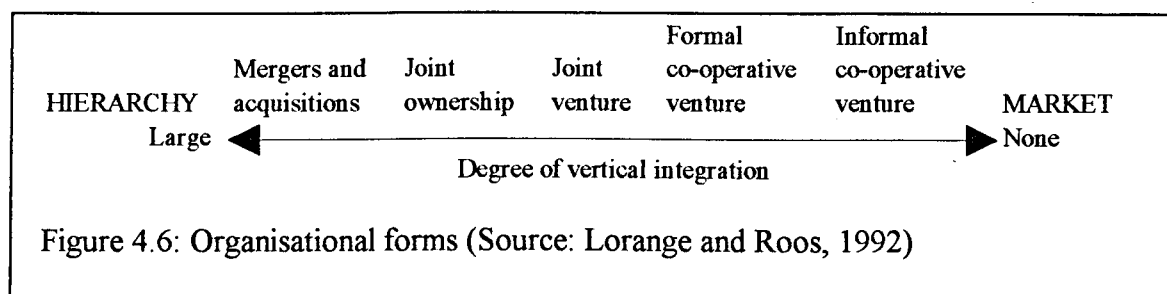 Formal Informal
Mergers and Joint Joint co-operative co-operative
HIERARCHY acquisitions ownership venture venture venture MARKET
Large None
Degree of vertical integration
Figure 4.6: Organisational forms (Source: Lorange and Roos, 1992)